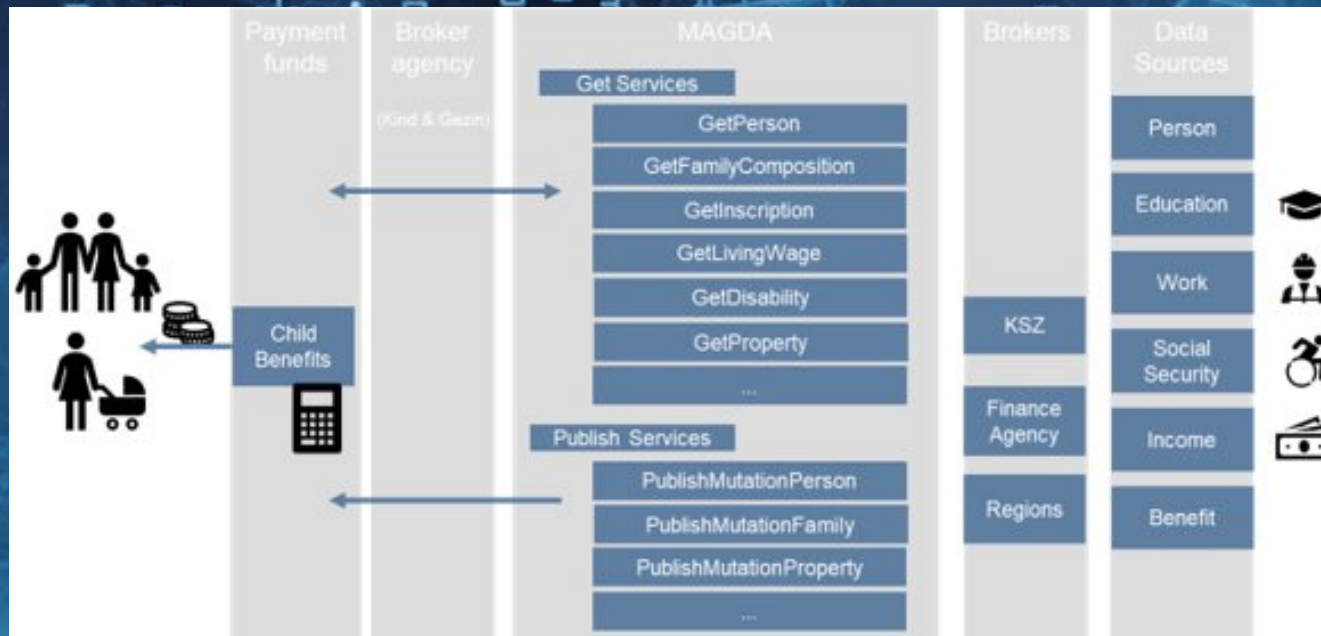 Payment
funds
Broker
agency
(Kind & Gezin)
MAGDA
Brokers
Data
Sources
Get Services
GetPerson
GetFamilyComposition
GetInscription
GetLivingWage
GetDisability
GetProperty
...
Publish Services
PublishMutationPerson
PublishMutationFamily
PublishMutationProperty
...
Child
Benefits
KSZ
Finance
Agency
Regions
Person
Education
Work
Social
Security
Income
Benefit